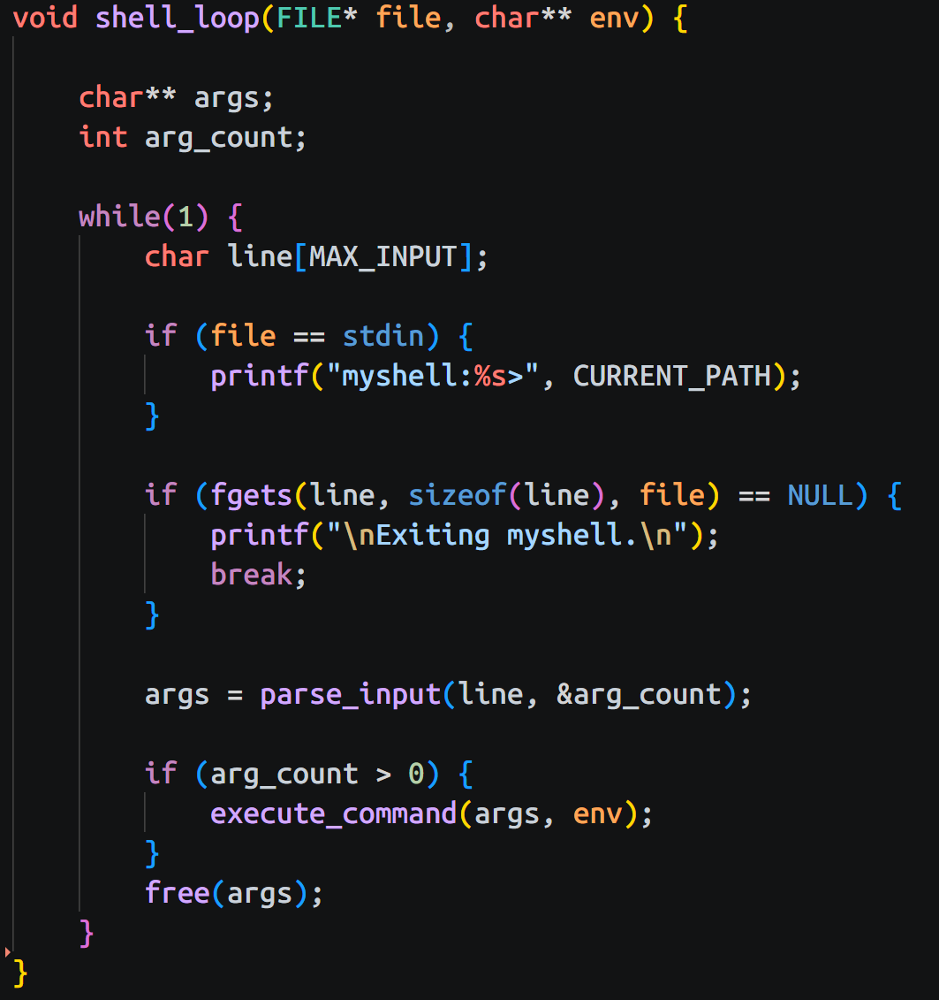 void shell_loop(FILE* file, char** env) {
    char** args;
    int arg_count;
    while(1) {
        char line[MAX_INPUT];
        if (file == stdin) {
            printf("myshell:%s>", CURRENT_PATH);
        }
        if (fgets(line, sizeof(line), file) == NULL) {
            printf("\nExiting myshell.\n");
            break;
        }
        args = parse_input(line, &arg_count);
        if (arg_count > 0) {
            execute_command(args, env);
        }
        free(args);
    }
}